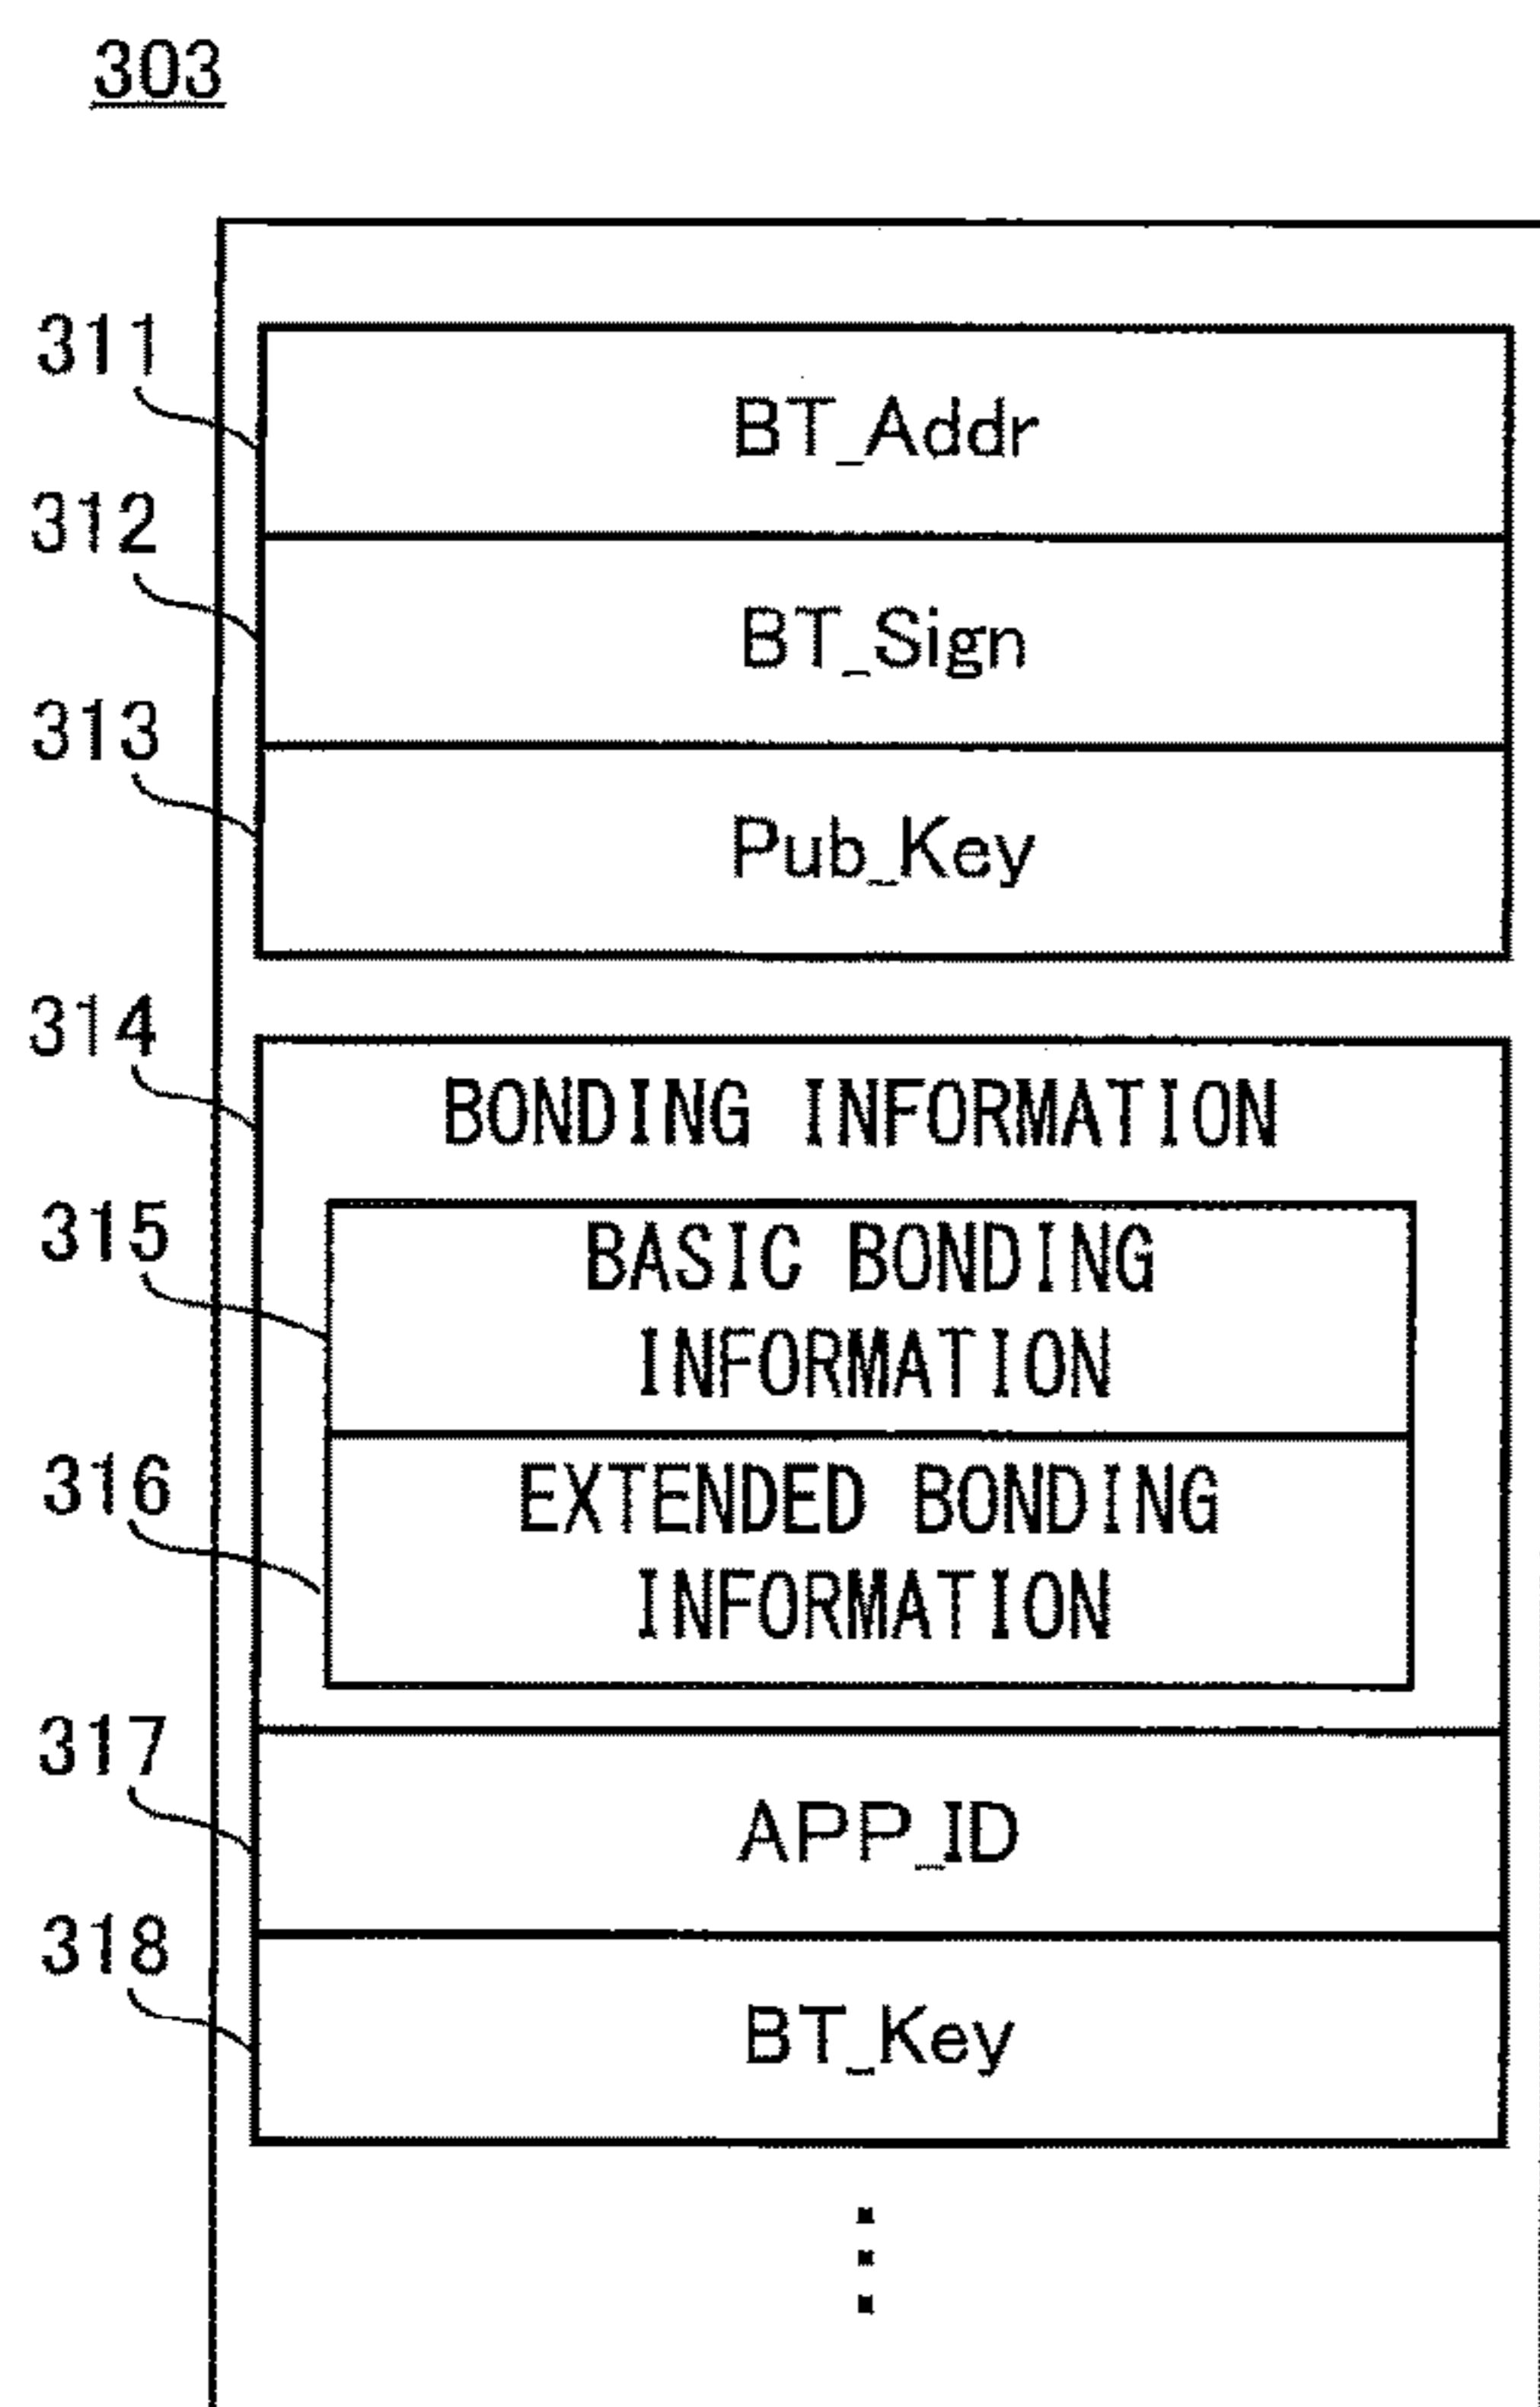 303
311
BT_Addr
312
BT_Sign
313
Pub_Key
314
BONDING INFORMATION
315
BASIC BONDING
INFORMATION
316
EXTENDED BONDING
INFORMATION
317
APP_ID
318
BT_Key